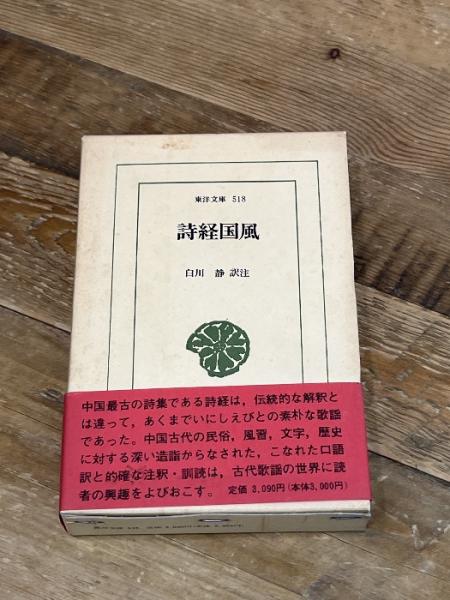 東洋文庫 518
詩経国風
白川 静 訳注
中国最古の詩集である詩経は，伝統的な解釈と
は違って，あくまでいにしえびとの素朴な歌謡
であった。中国古代の民俗，風習，文字，歴史
に対する深い造詣からなされた，こなれた口語
訳と的確な注釈・訓読は，古代歌謡の世界に読
者の興趣をよびおこす。 定価 3,090円(本体3,000円)